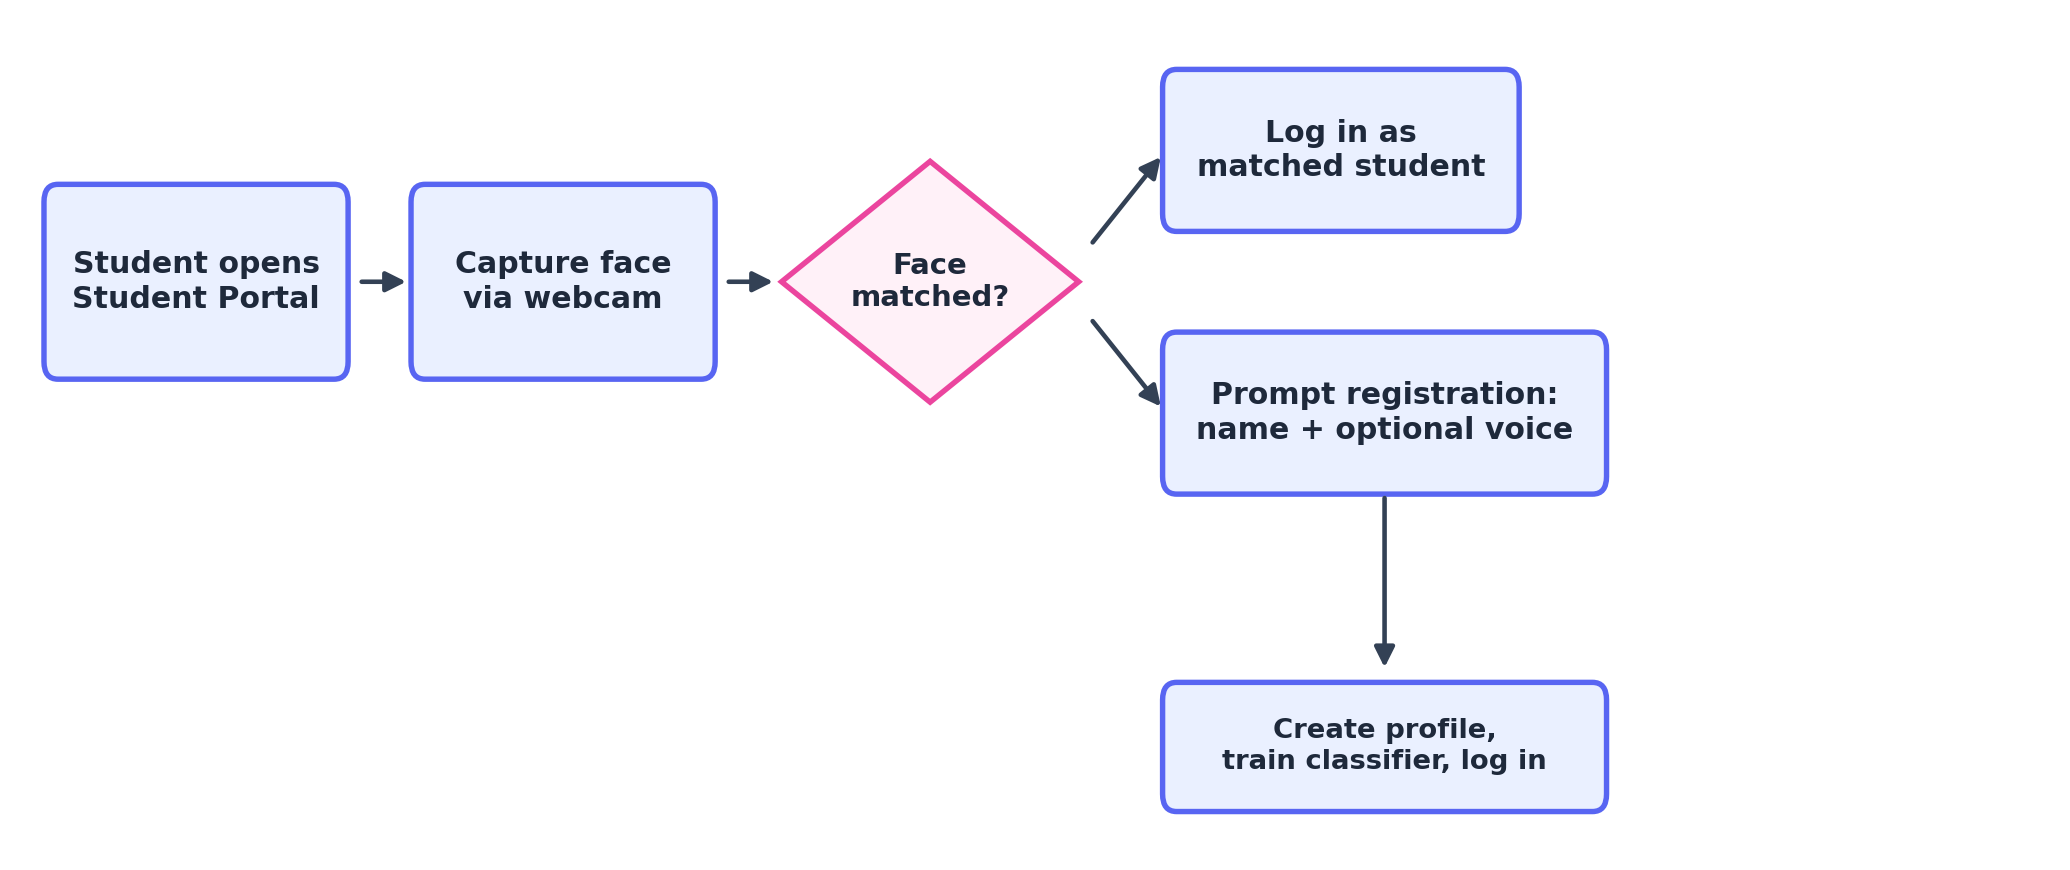 Student opens
Student Portal
Capture face
via webcam
Face
matched?
Log in as
matched student
Prompt registration:
name + optional voice
Create profile,
train classifier, log in